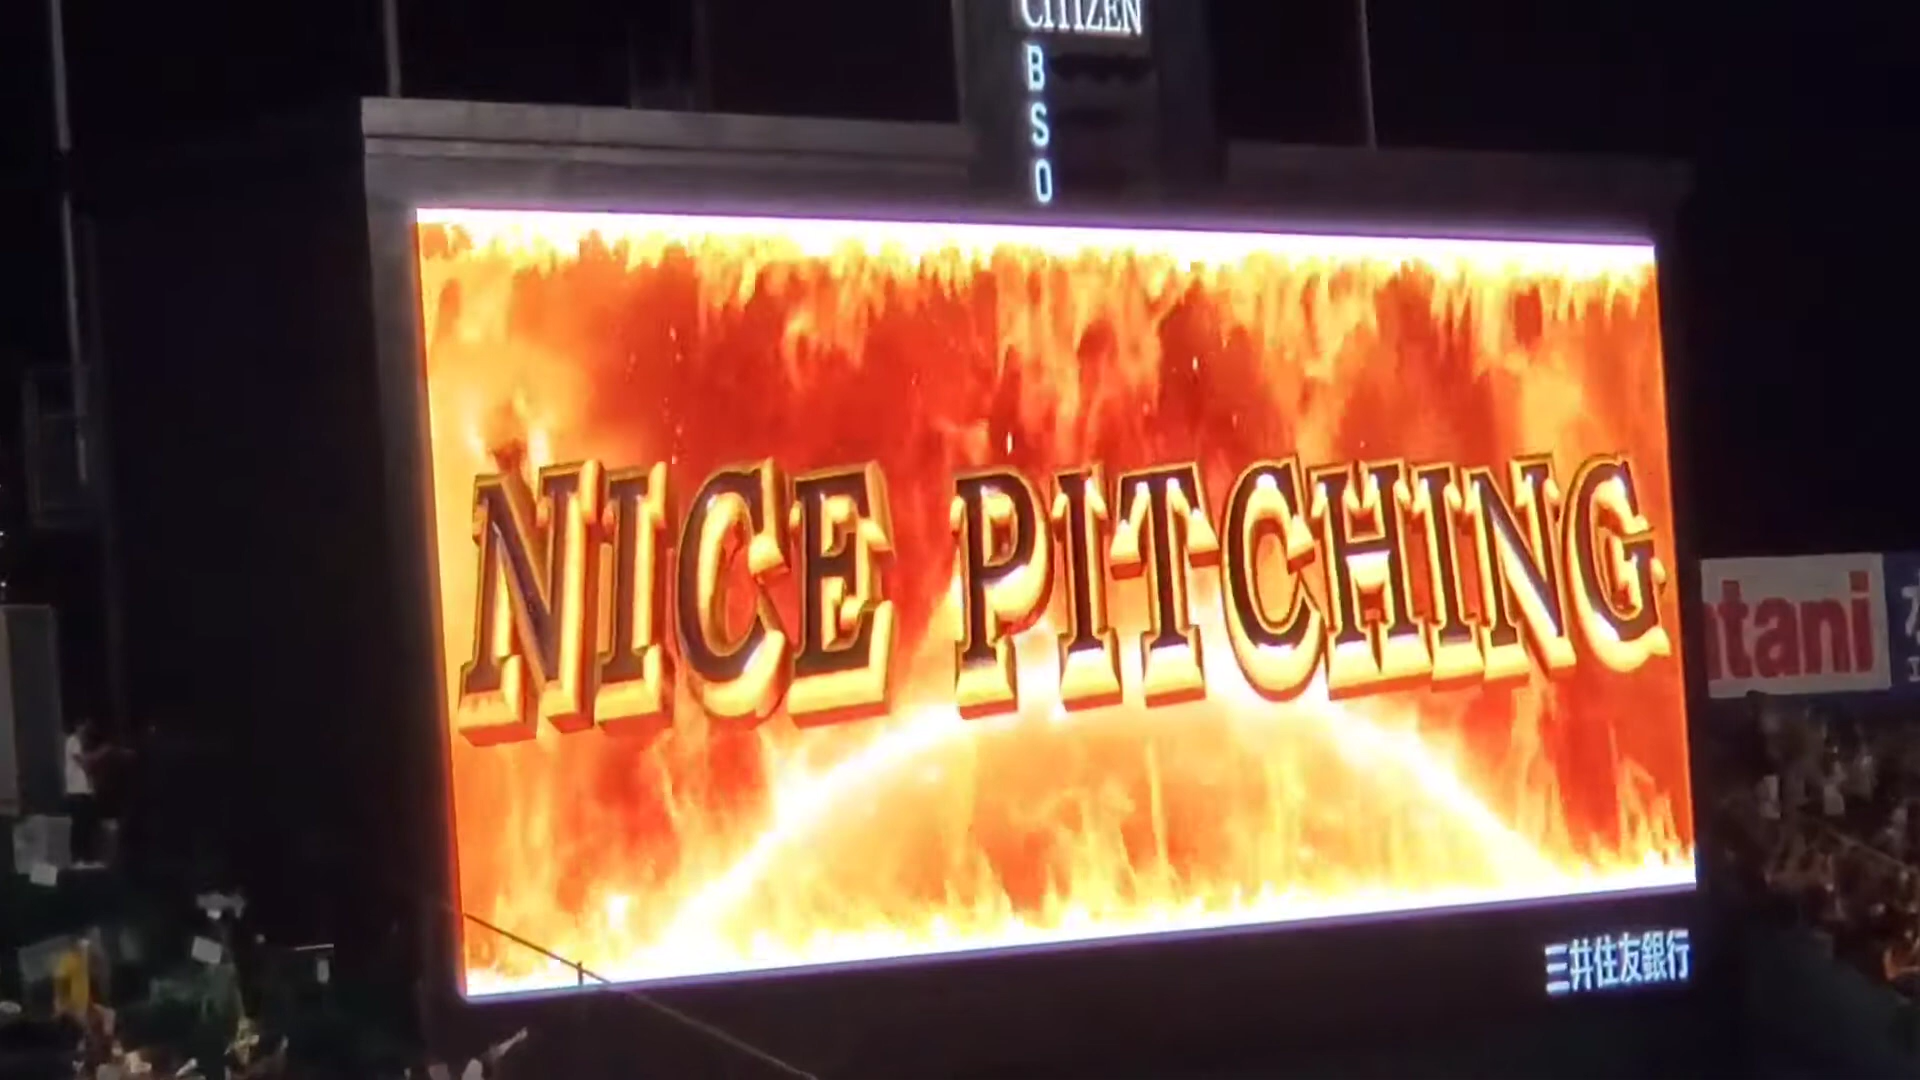 CITIZEN
B
S
O
NICE PITCHING
tani
三井住友銀行